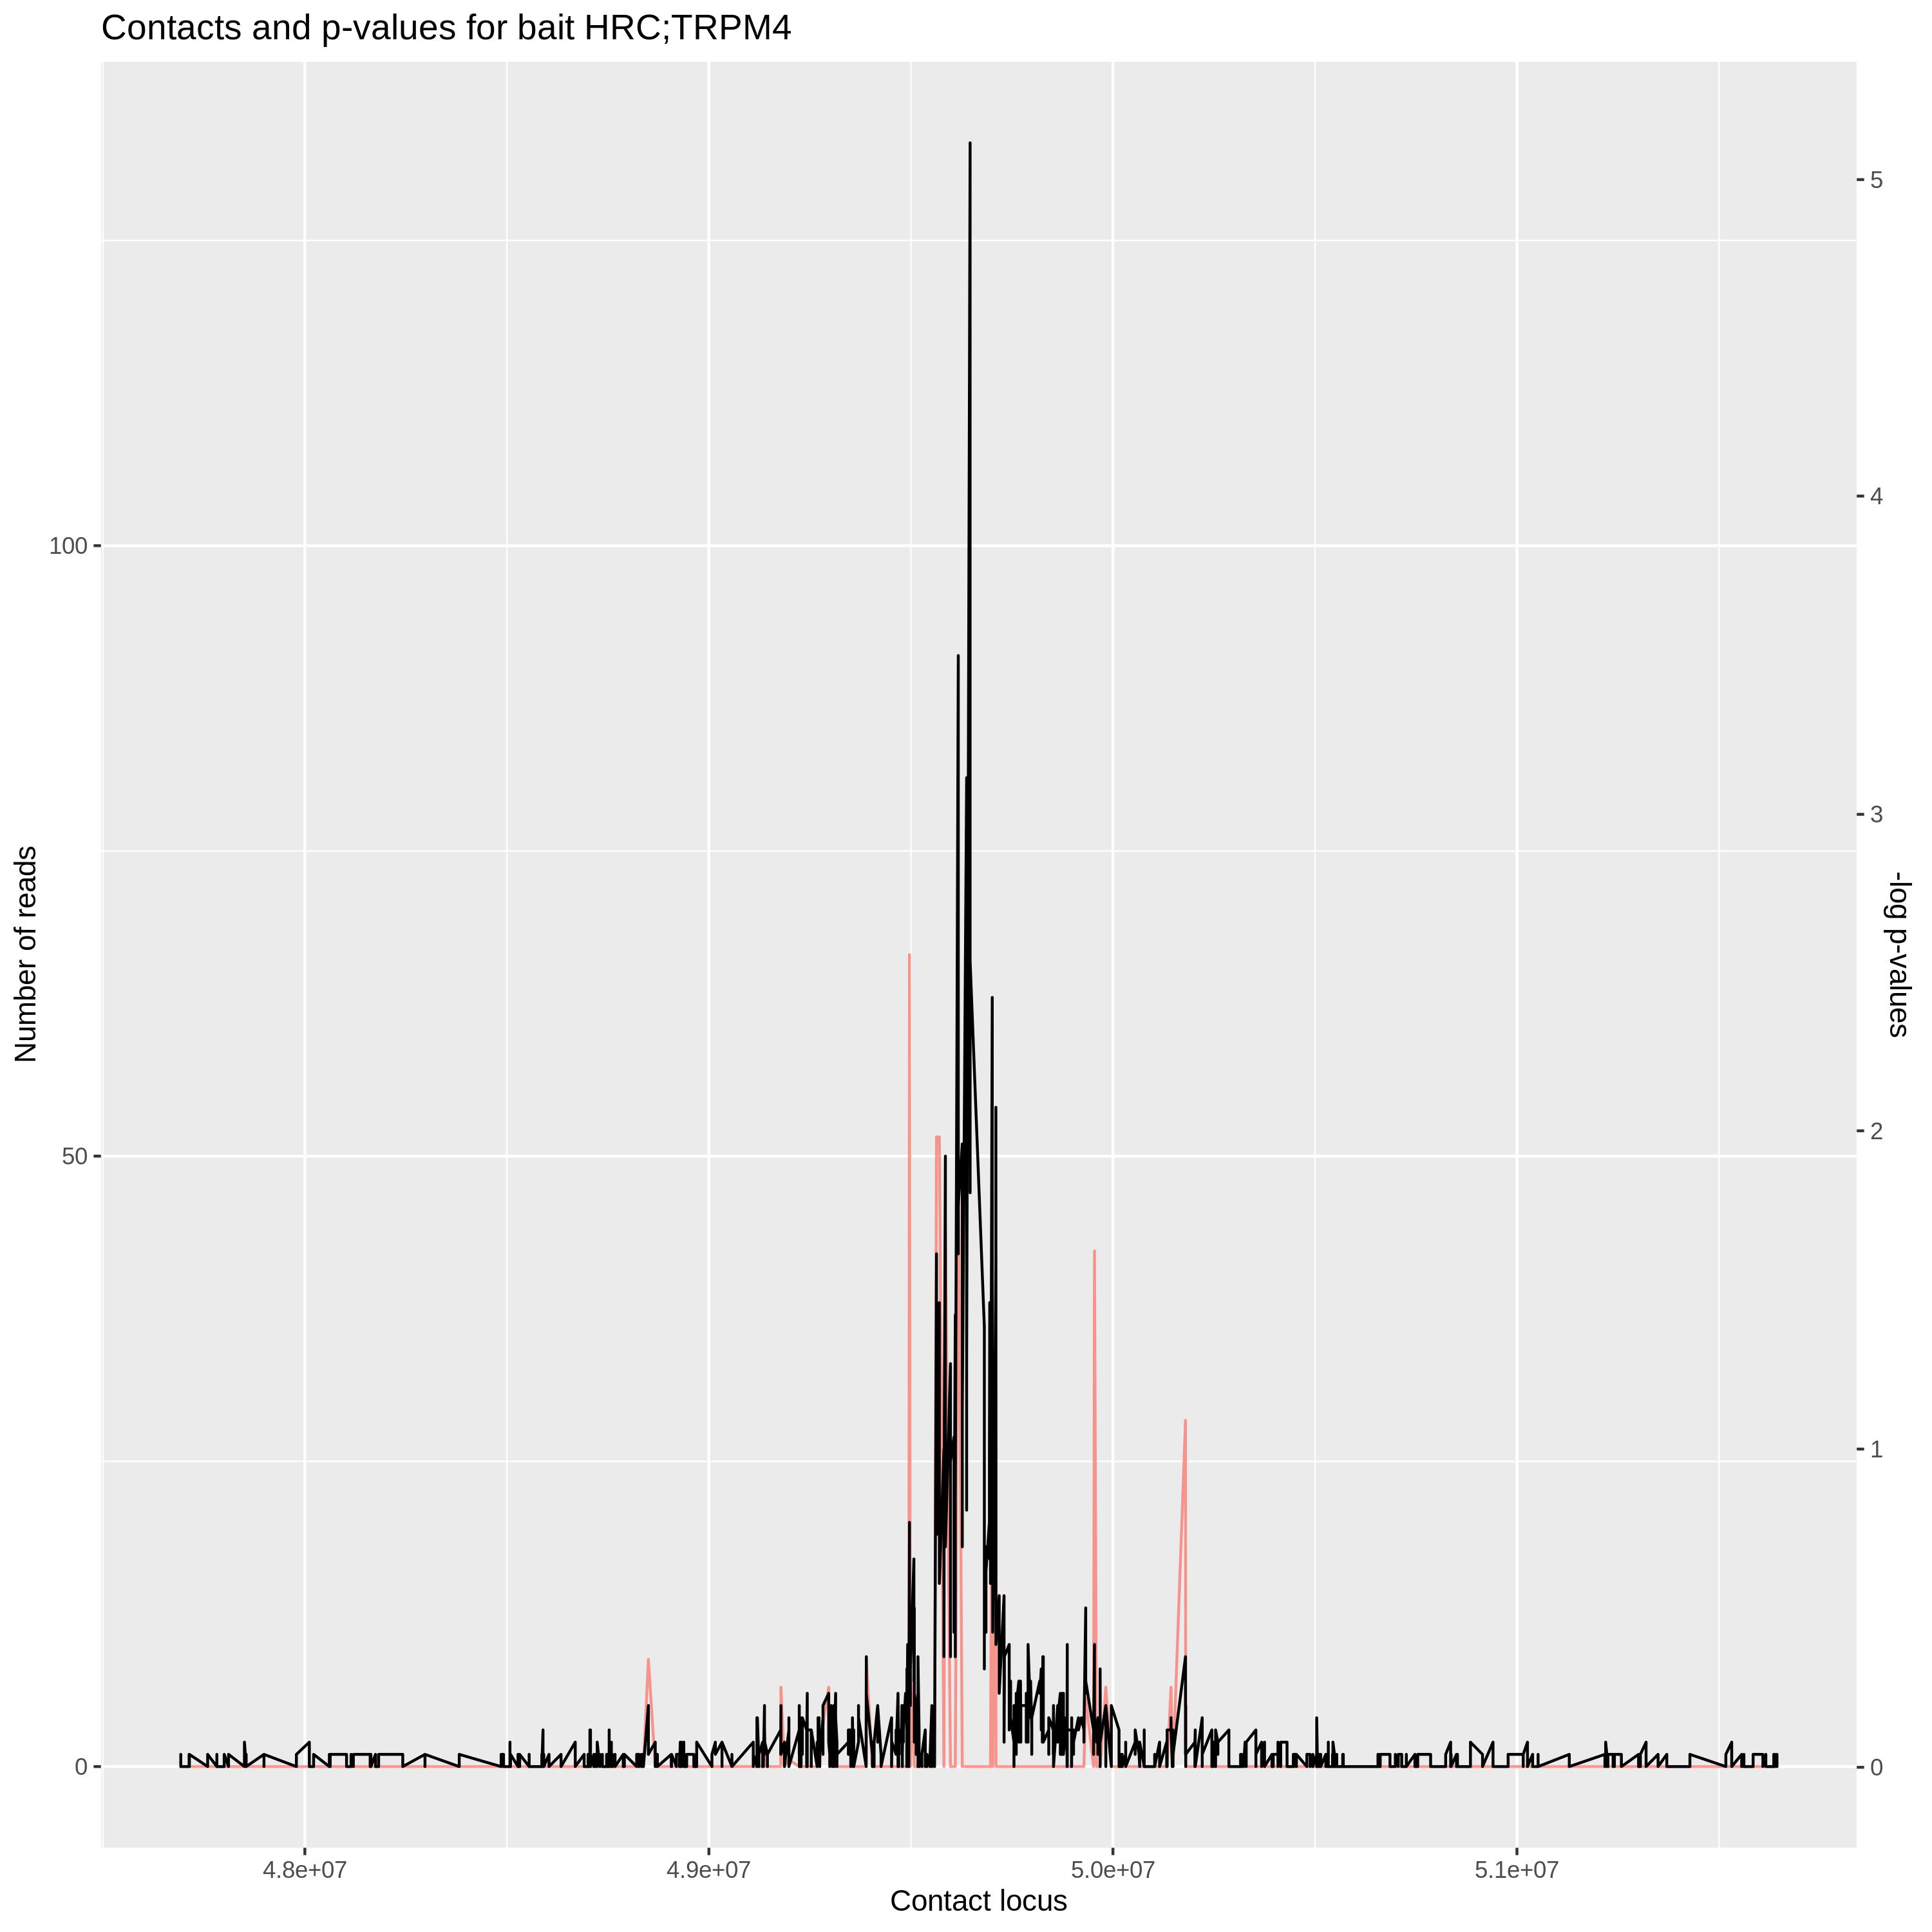 Contacts and p-values for bait HRC;TRPM4
Number of reads
100
50
0
5
4
3
2
1
0
-log p-values
4.8e+07
4.9e+07
5.0e+07
5.1e+07
Contact locus